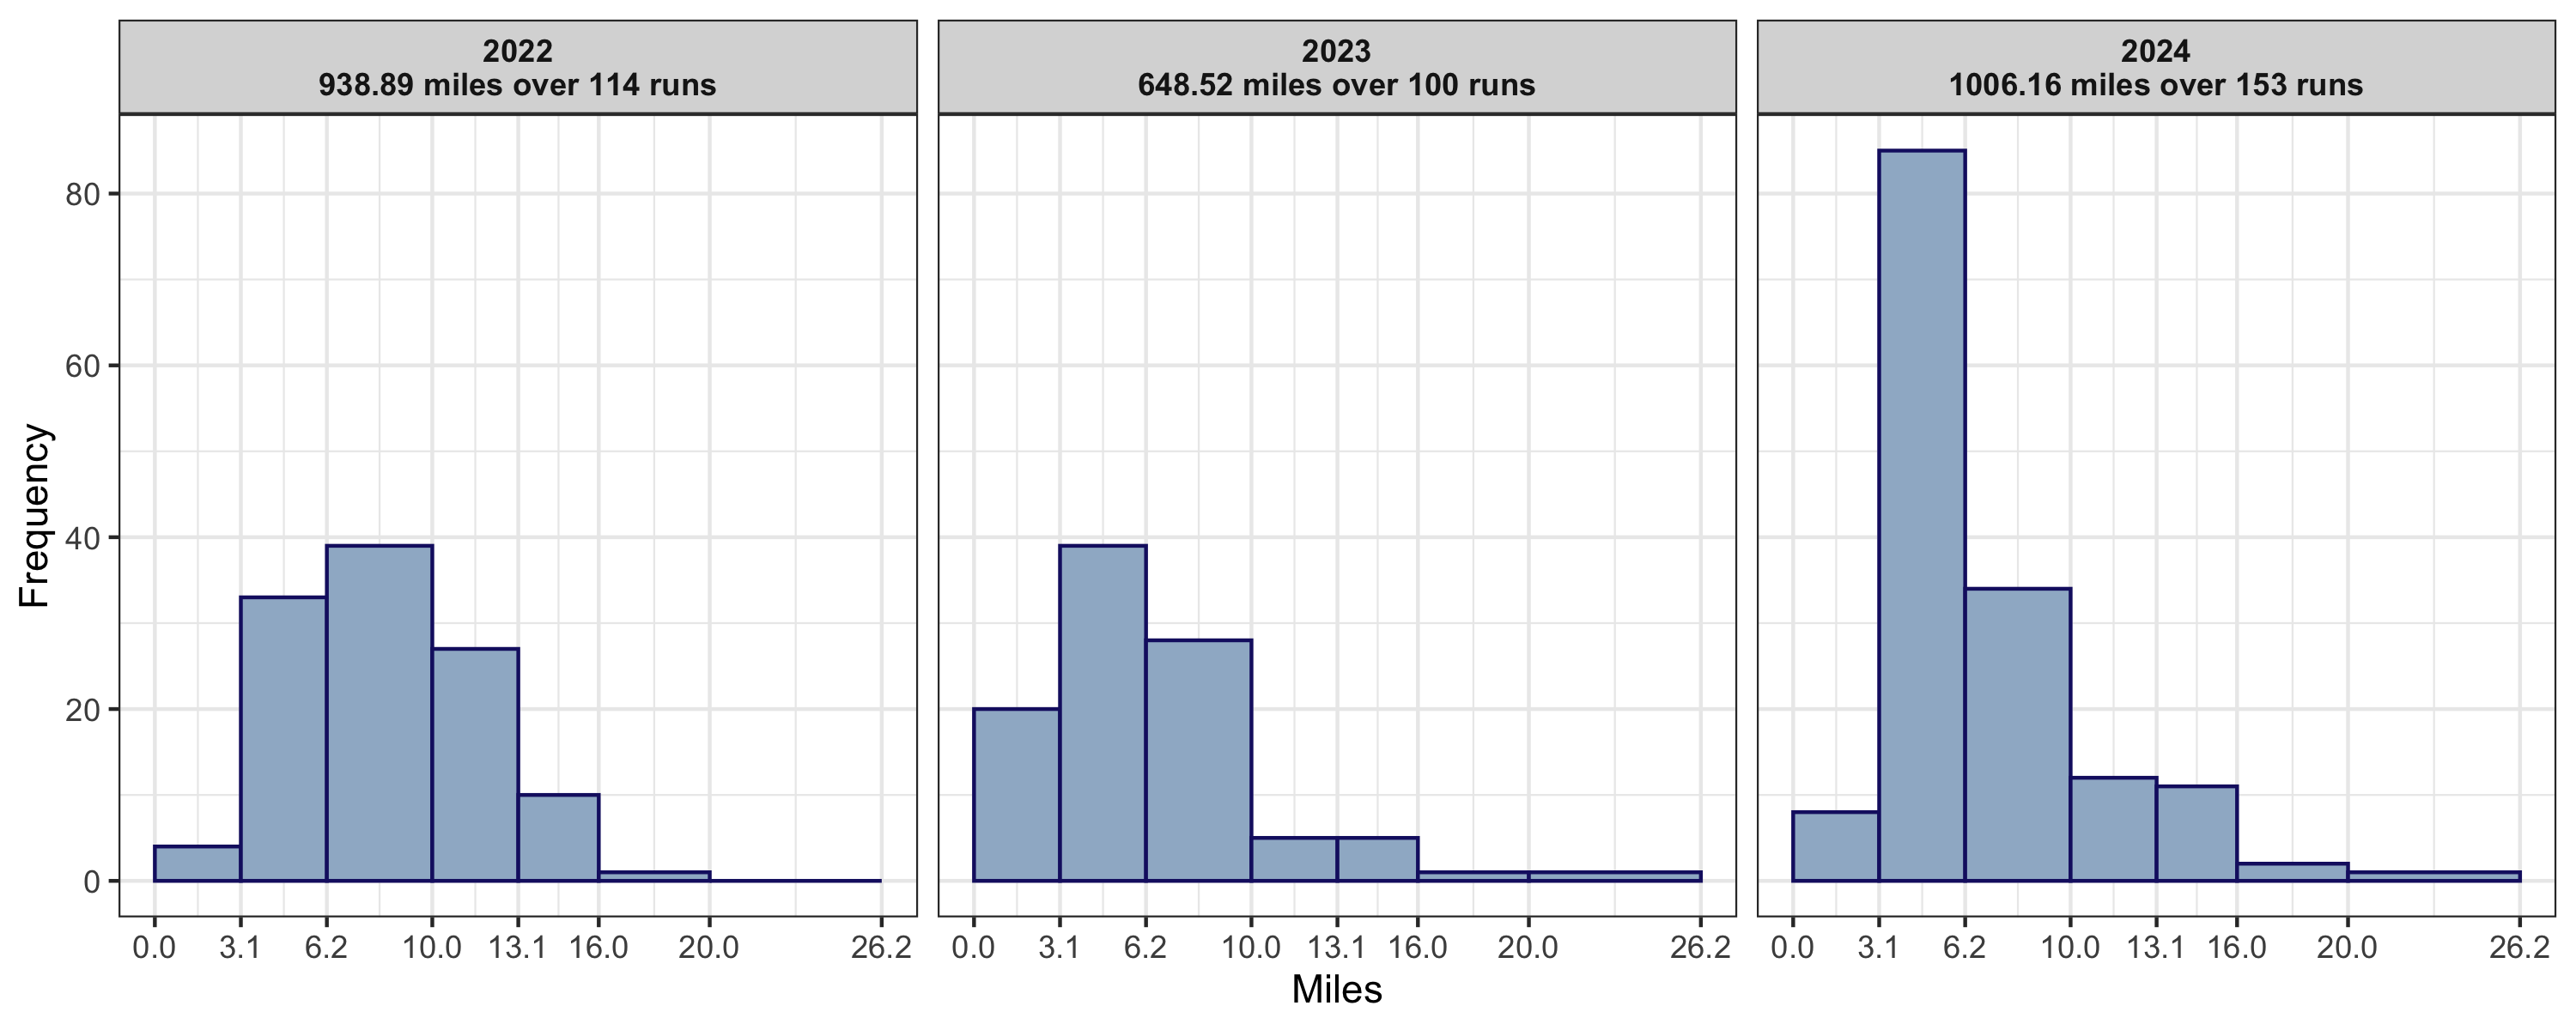 2022
938.89 miles over 114 runs
2023
648.52 miles over 100 runs
2024
1006.16 miles over 153 runs
Frequency
80
60
40
20
0
0.0 3.1 6.2 10.0 13.1 16.0 20.0 26.2
0.0 3.1 6.2 10.0 13.1 16.0 20.0 26.2
0.0 3.1 6.2 10.0 13.1 16.0 20.0 26.2
Miles